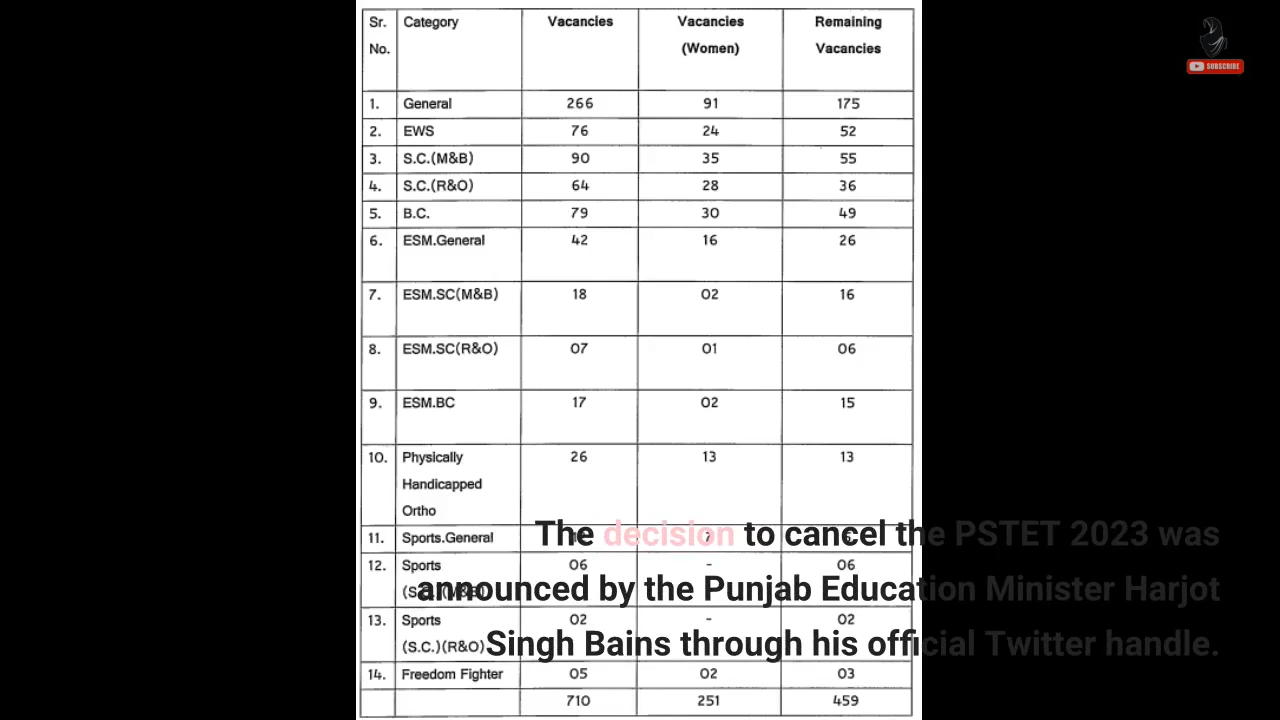 Sr. Category Vacancies Vacancies Remaining
No. (Women) Vacancies
SUBSCRIBE
1. General 266 91 175
2. EWS 76 24 52
3. S.C.(M&B) 90 35 55
4. S.C.(R&O) 64 28 36
5. B.C. 79 30 49
6. ESM.General 42 16 26
7. ESM.SC(M&B) 18 02 16
8. ESM.SC(R&O) 07 01 06
9. ESM.BC 17 02 15
10. Physically 26 13 13
Handicapped
Ortho
11. Sports.General
The decision to cancel the PSTET 2023 was
12. Sports 06 - 06
announced by the Punjab Education Minister Harjot
13. Sports 02 - 02
(S.C.)(R&O)
Singh Bains through his official Twitter handle.
14. Freedom Fighter 05 02 03
710 251 459